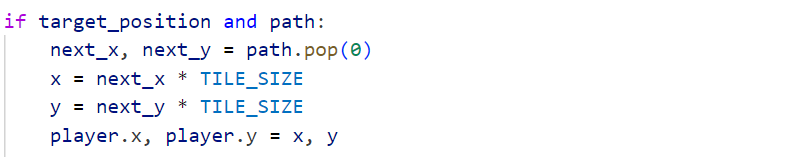 if target_position and path:
    next_x, next_y = path.pop(0)
    x = next_x * TILE_SIZE
    y = next_y * TILE_SIZE
    player.x, player.y = x, y